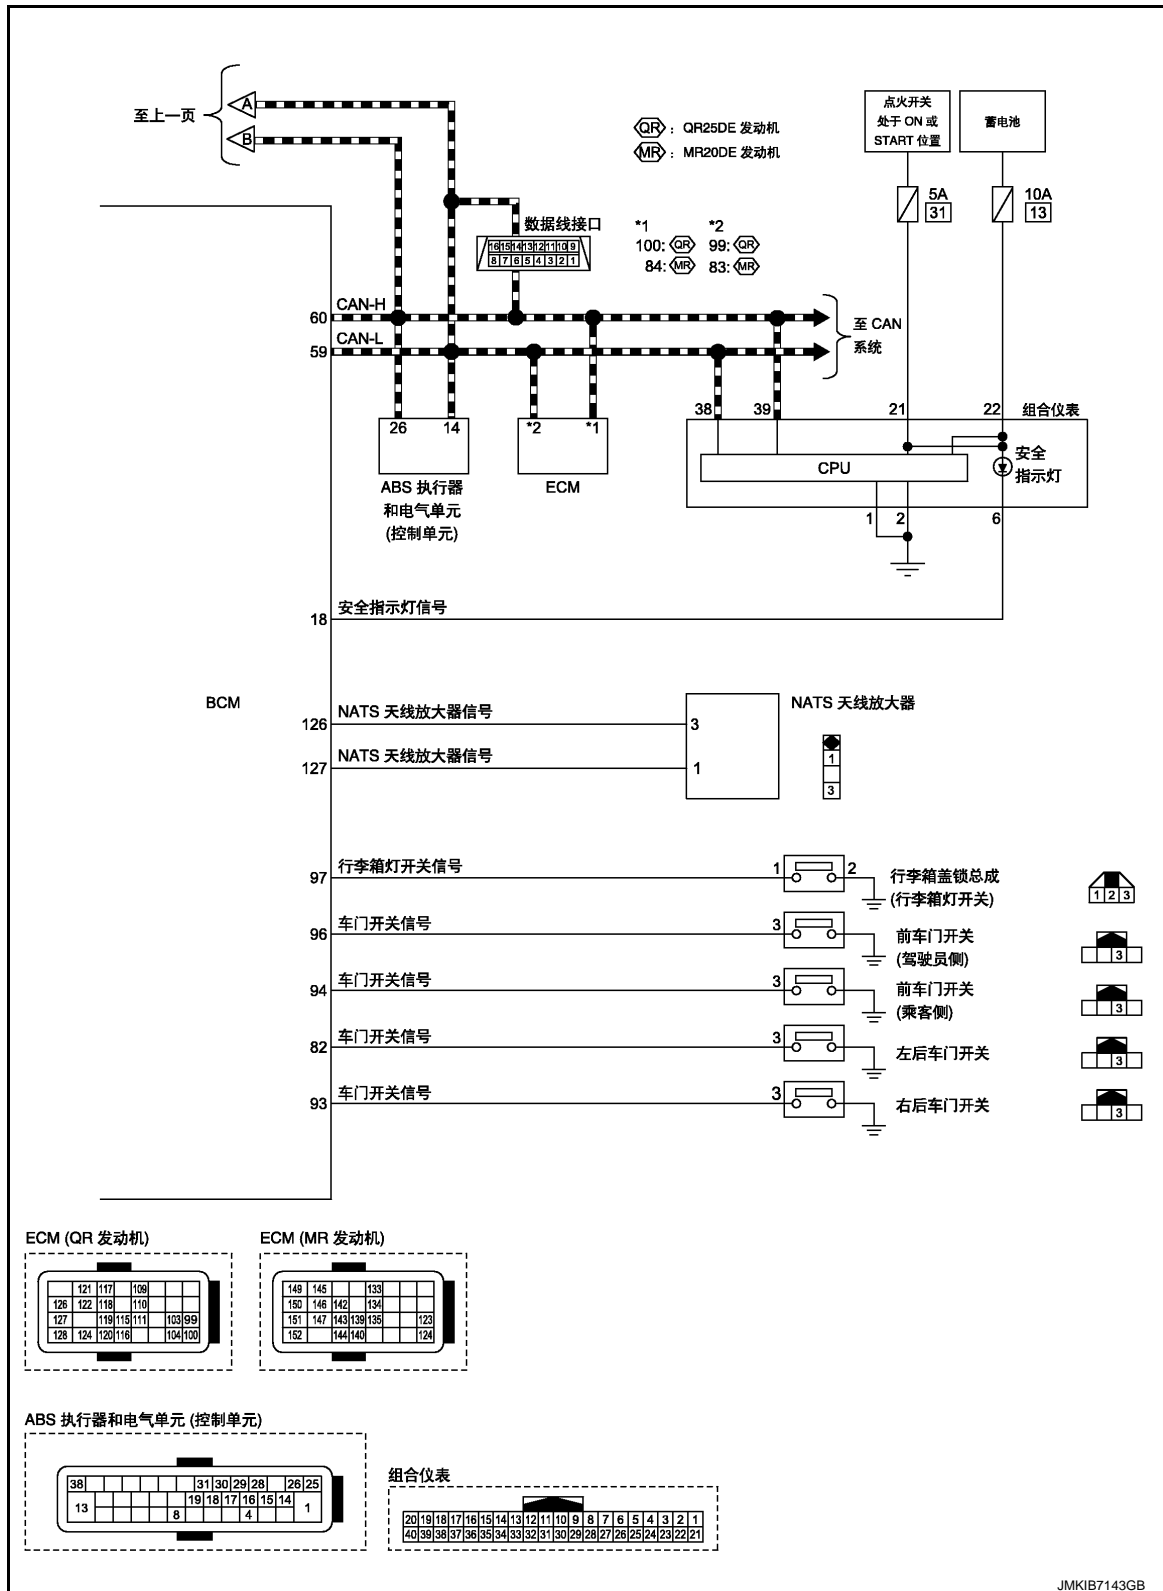 至上一页
A
B
QR : QR25DE 发动机
MR : MR20DE 发动机
点火开关
处于 ON 或
START 位置
蓄电池
5A
31
10A
13
数据线接口
16 15 14 13 12 11 10 9
8 7 6 5 4 3 2 1
*1 *2
100: QR 99: QR
84: MR 83: MR
60 CAN-H
59 CAN-L
至 CAN
系统
26 14
ABS 执行器
和电气单元
(控制单元)
*2 *1
ECM
38 39 21 22 组合仪表
CPU
安全
指示灯
1 2 6
18 安全指示灯信号
BCM
126 NATS 天线放大器信号 3
127 NATS 天线放大器信号 1
NATS 天线放大器
1
3
97 行李箱灯开关信号 1 2
行李箱盖锁总成
(行李箱灯开关)
1 2 3
96 车门开关信号 3
前车门开关
(驾驶员侧)
3
94 车门开关信号 3
前车门开关
(乘客侧)
3
82 车门开关信号 3
左后车门开关
3
93 车门开关信号 3
右后车门开关
3
ECM (QR 发动机)
121 117 109
126 122 118 110
127 119 115 111 103 99
128 124 120 116 104 100
ECM (MR 发动机)
149 145 133
150 146 142 134
151 147 143 139 135 123
152 144 140 124
ABS 执行器和电气单元 (控制单元)
38 31 30 29 28 26 25
13 19 18 17 16 15 14 1
8 4
组合仪表
20 19 18 17 16 15 14 13 12 11 10 9 8 7 6 5 4 3 2 1
40 39 38 37 36 35 34 33 32 31 30 29 28 27 26 25 24 23 22 21
JMKIB7143GB